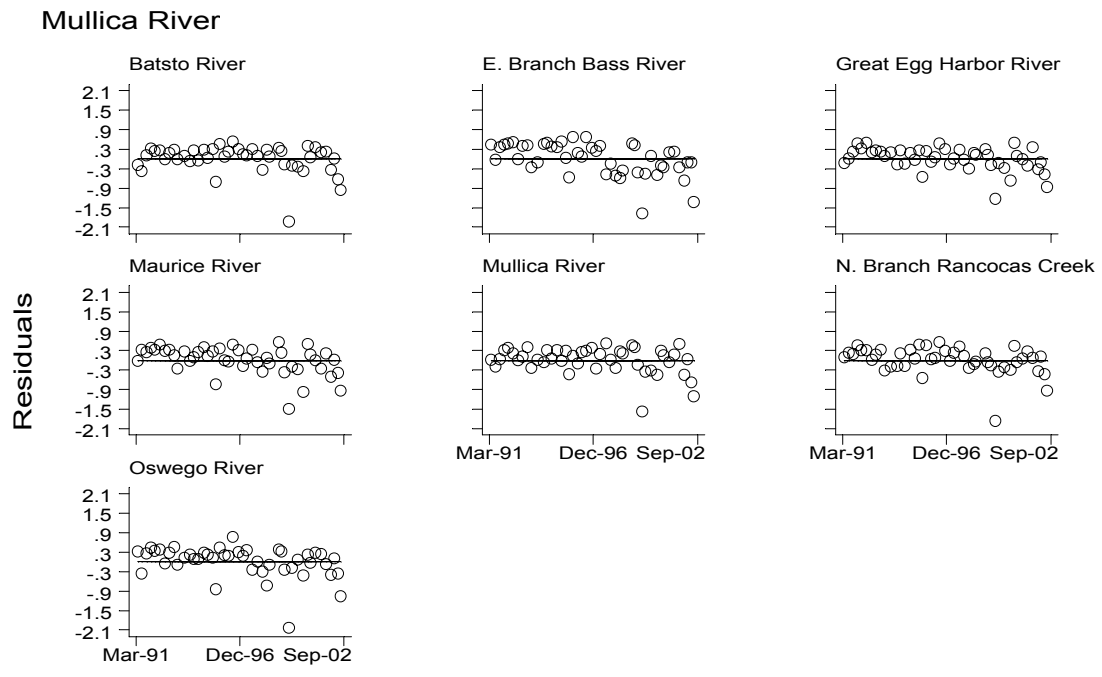 Mullica River
Batsto River
E. Branch Bass River
Great Egg Harbor River
2.1
1.5
.9
.3
-.3
-.9
-1.5
-2.1
Maurice River
Mullica River
N. Branch Rancocas Creek
2.1
1.5
.9
.3
-.3
-.9
-1.5
-2.1
Residuals
Mar-91 Dec-96 Sep-02
Mar-91 Dec-96 Sep-02
Oswego River
2.1
1.5
.9
.3
-.3
-.9
-1.5
-2.1
Mar-91 Dec-96 Sep-02